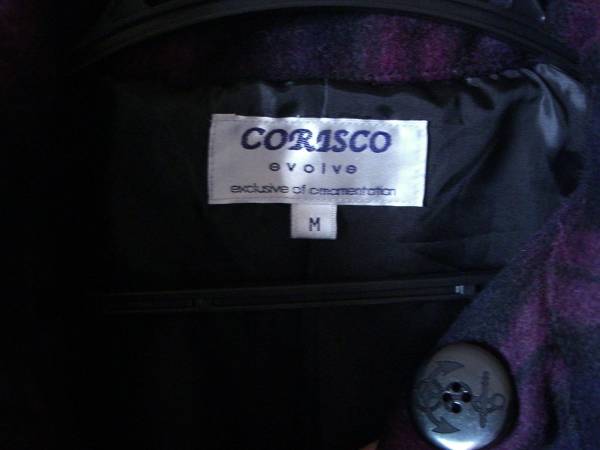 CORISCO
evolve
exclusive of ornamentation
M